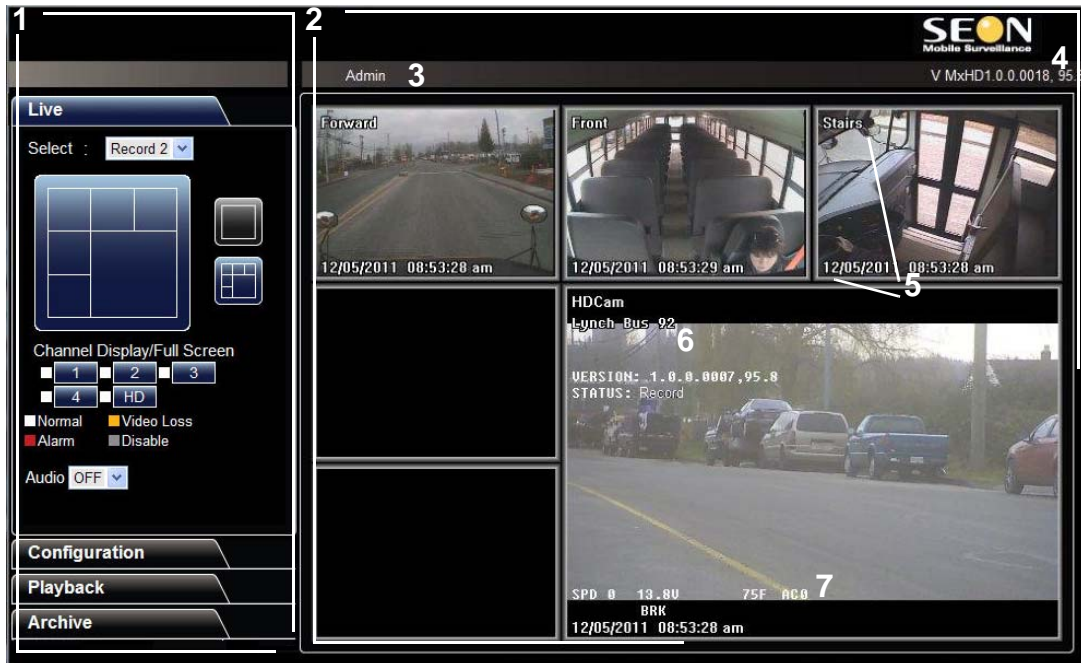 1
2
SEON
Mobile Surveillance
Admin
3
4
V MxHD1.0.0.0018, 95.8
Live
Select : Record 2
Channel Display/Full Screen
1 2 3
4 HD
Normal Video Loss
Alarm Disable
Audio OFF
Configuration
Playback
Archive
Forward
12/05/2011 08:53:28 am
Front
12/05/2011 08:53:29 am
Stairs
12/05/2011 08:53:28 am
5
HDCam
Lynch Bus 92
6
VERSION: 1.0.0.0007,95.8
STATUS: Record
7
SPD 0 13.8V 75F AC0
BRK
12/05/2011 08:53:28 am